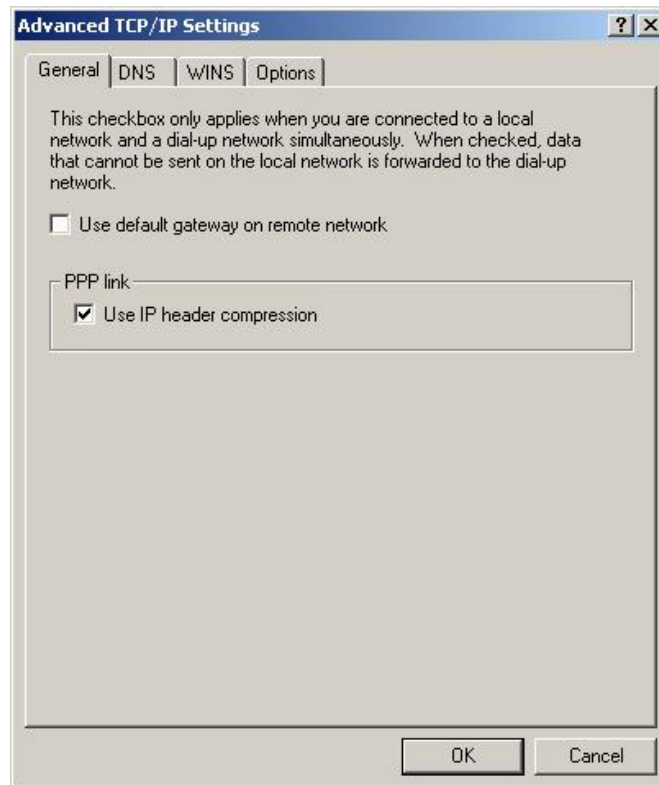 Advanced TCP/IP Settings
General DNS WINS Options
This checkbox only applies when you are connected to a local
network and a dial-up network simultaneously. When checked, data
that cannot be sent on the local network is forwarded to the dial-up
network.
Use default gateway on remote network
PPP link
Use IP header compression
OK Cancel